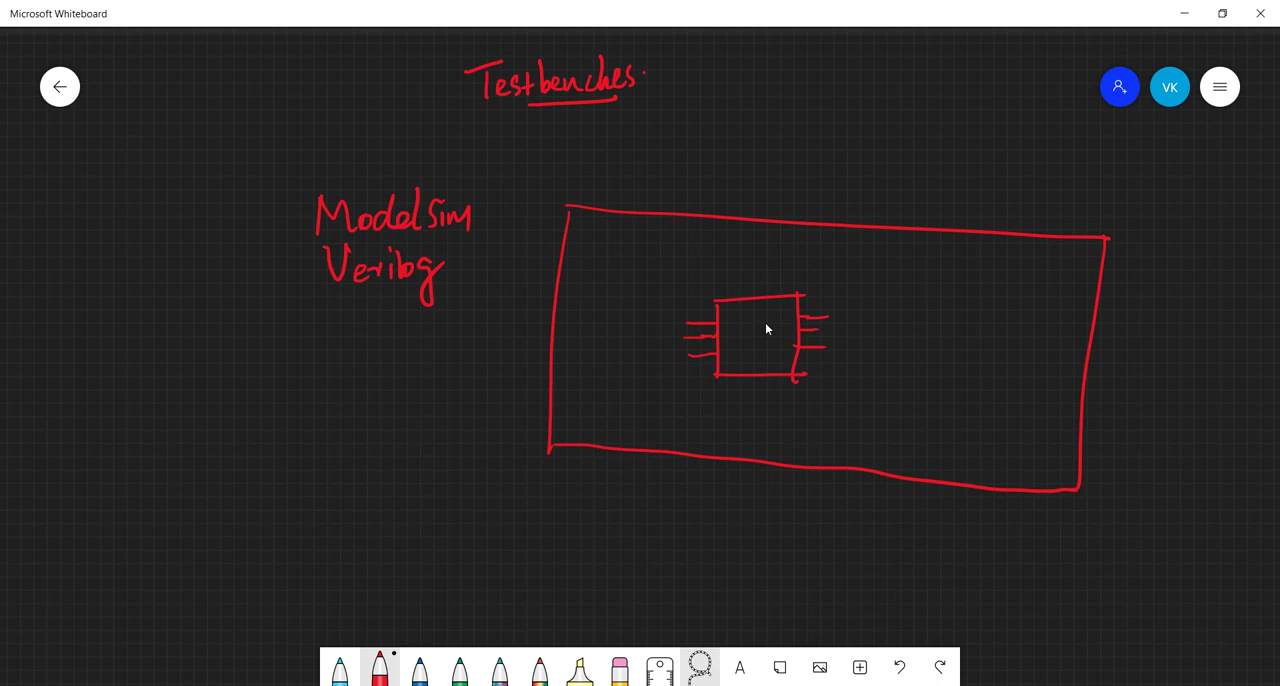 Microsoft Whiteboard
Testbenches.
VK
ModelSim
Verilog
A